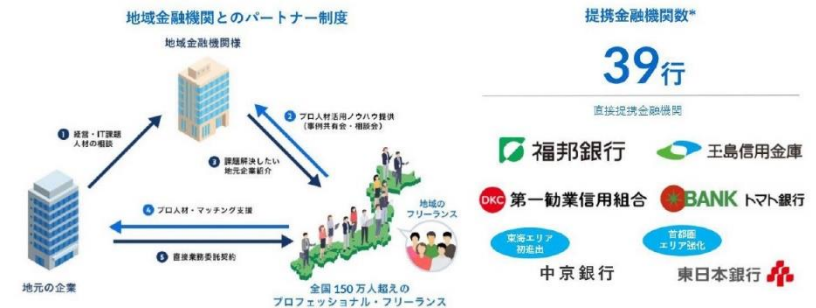 地域金融機関とのパートナー制度
地域金融機関様
❶ 経営・IT課題
人材の相談
❷ プロ人材活用ノウハウ提供
（事例共有会・相談会）
❸ 課題解決したい
地元企業紹介
❹ プロ人材・マッチング支援
❺ 直接業務委託契約
地域の
フリーランス
地元の企業
全国150万人超えの
プロフェッショナル・フリーランス
提携金融機関数*
39行
直接提携金融機関
福邦銀行
玉島信用金庫
DKC 第一勧業信用組合
BANK トマト銀行
東海エリア
初進出
中京銀行
首都圏
エリア強化
東日本銀行